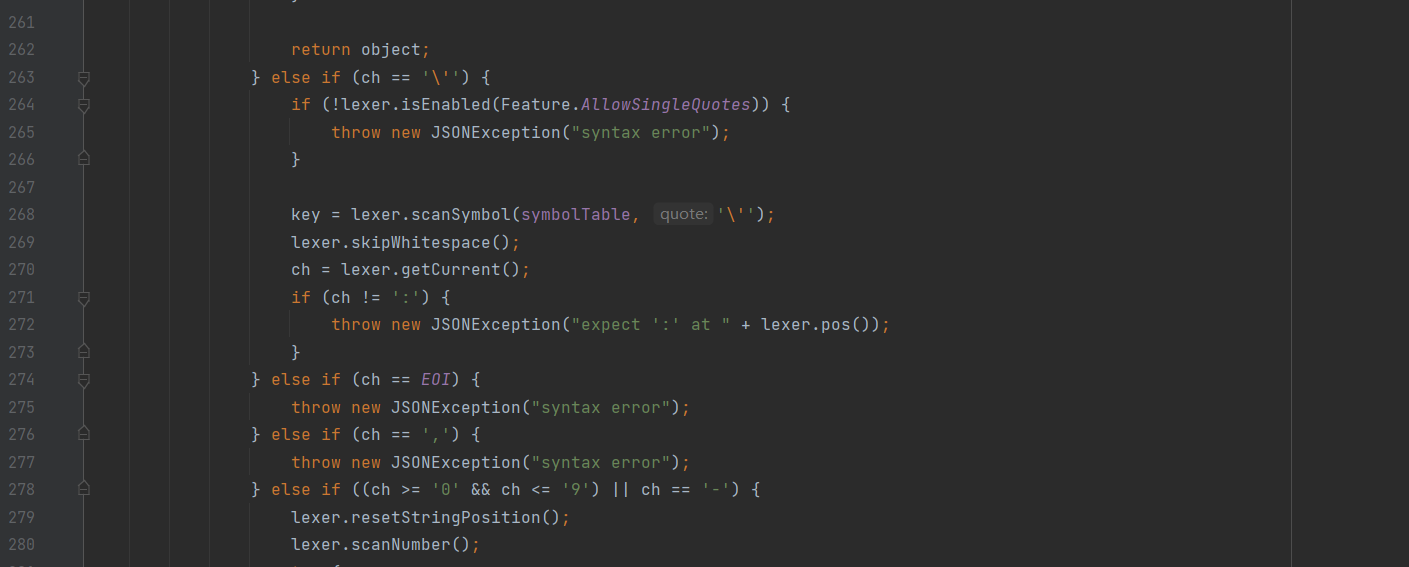 261
262 return object;
263 } else if (ch == '\'') {
264 if (!lexer.isEnabled(Feature.AllowSingleQuotes)) {
265 throw new JSONException("syntax error");
266 }
267
268 key = lexer.scanSymbol(symbolTable, quote: '\'');
269 lexer.skipWhitespace();
270 ch = lexer.getCurrent();
271 if (ch != ':') {
272 throw new JSONException("expect ':' at " + lexer.pos());
273 }
274 } else if (ch == EOI) {
275 throw new JSONException("syntax error");
276 } else if (ch == ',') {
277 throw new JSONException("syntax error");
278 } else if ((ch >= '0' && ch <= '9') || ch == '-') {
279 lexer.resetStringPosition();
280 lexer.scanNumber();